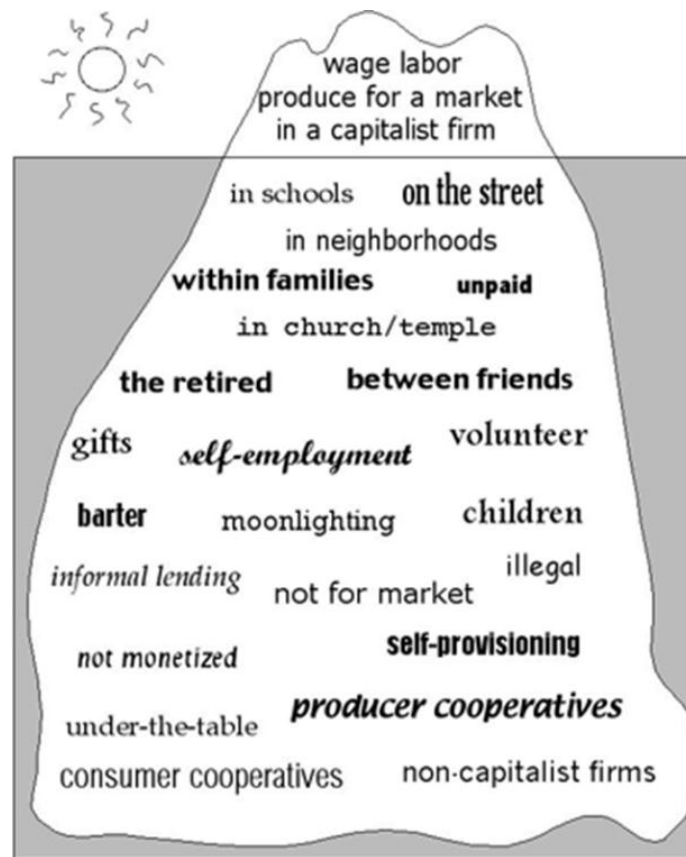 wage labor
produce for a market
in a capitalist firm
in schools on the street
in neighborhoods
within families unpaid
in church/temple
the retired between friends
gifts self-employment volunteer
barter moonlighting children
informal lending not for market illegal
not monetized self-provisioning
under-the-table producer cooperatives
consumer cooperatives non-capitalist firms